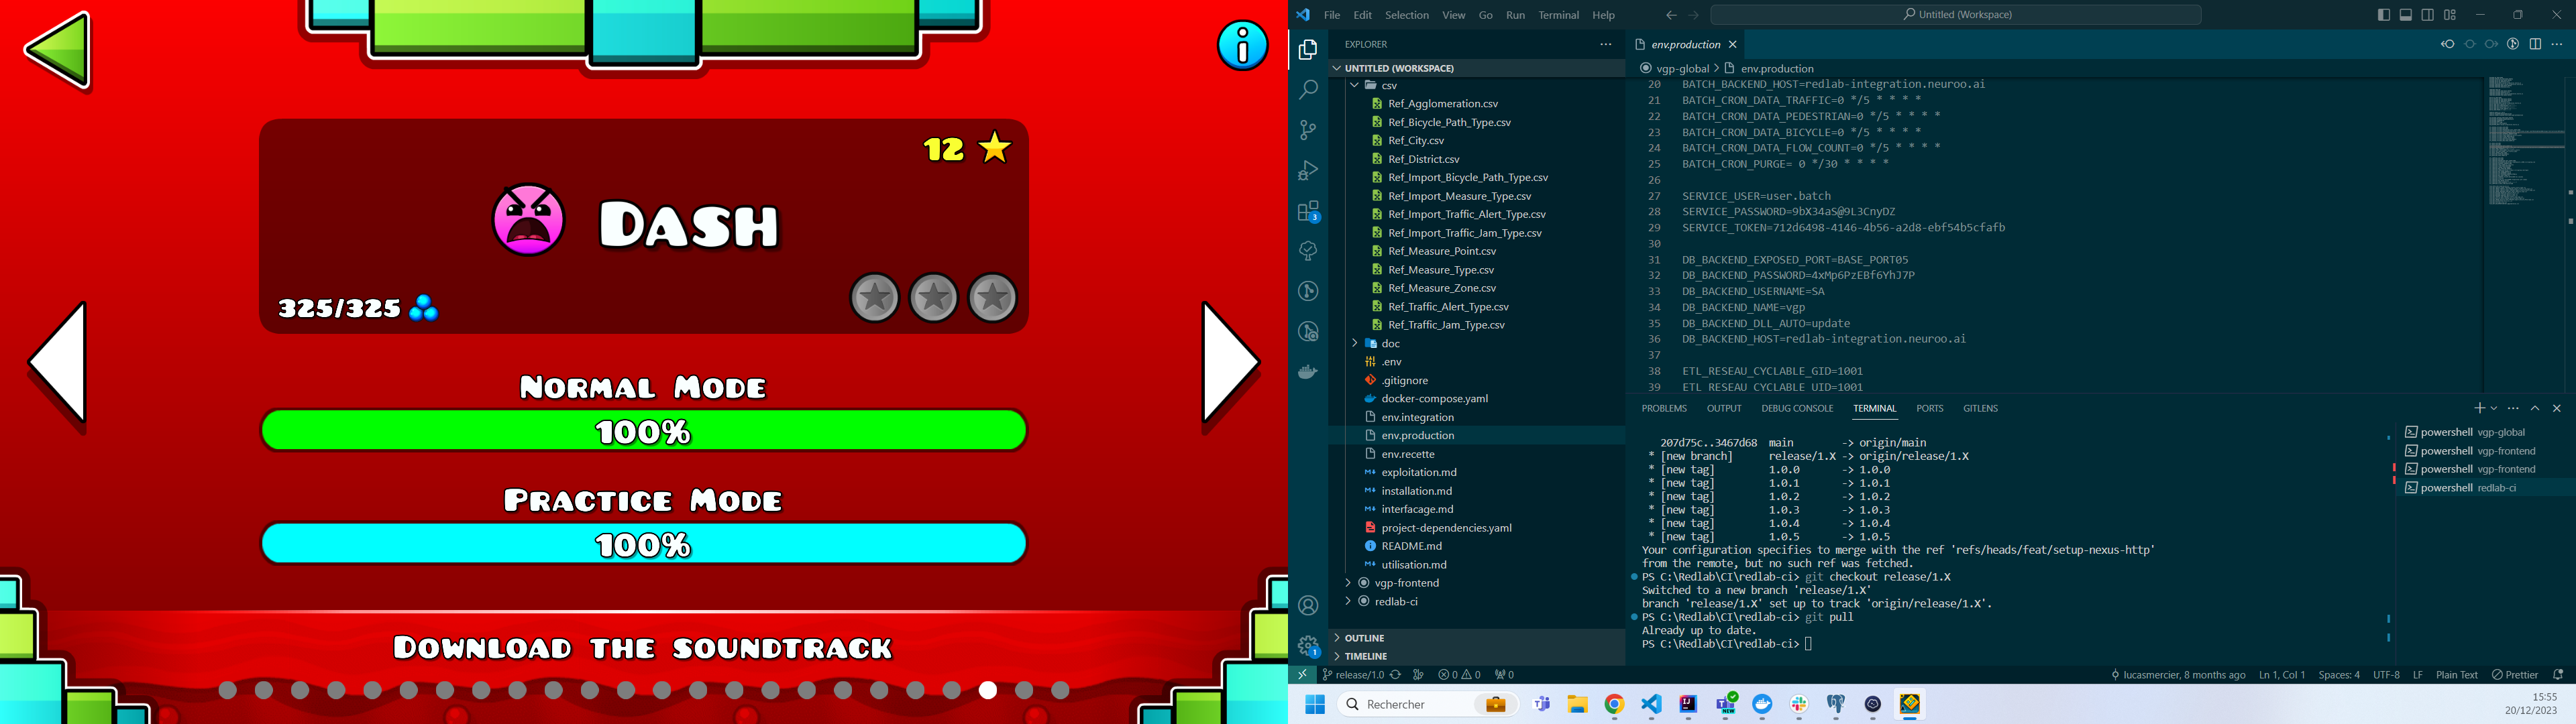 12
Dash
325/325
Normal Mode
100%
Practice Mode
100%
Download the soundtrack
File Edit Selection View Go Run Terminal Help
Untitled (Workspace)
EXPLORER
UNTITLED (WORKSPACE)
csv
Ref_Agglomeration.csv
Ref_Bicycle_Path_Type.csv
Ref_City.csv
Ref_District.csv
Ref_Import_Bicycle_Path_Type.csv
Ref_Import_Measure_Type.csv
Ref_Import_Traffic_Alert_Type.csv
Ref_Import_Traffic_Jam_Type.csv
Ref_Measure_Point.csv
Ref_Measure_Type.csv
Ref_Measure_Zone.csv
Ref_Traffic_Alert_Type.csv
Ref_Traffic_Jam_Type.csv
doc
.env
.gitignore
docker-compose.yaml
env.integration
env.production
env.recette
exploitation.md
installation.md
interfacage.md
project-dependencies.yaml
README.md
utilisation.md
vgp-frontend
redlab-ci
OUTLINE
TIMELINE
3
1
env.production
vgp-global > env.production
20 BATCH_BACKEND_HOST=redlab-integration.neuroo.ai
21 BATCH_CRON_DATA_TRAFFIC=0 */5 * * * *
22 BATCH_CRON_DATA_PEDESTRIAN=0 */5 * * * *
23 BATCH_CRON_DATA_BICYCLE=0 */5 * * * *
24 BATCH_CRON_DATA_FLOW_COUNT=0 */5 * * * *
25 BATCH_CRON_PURGE= 0 */30 * * * *
26
27 SERVICE_USER=user.batch
28 SERVICE_PASSWORD=9bX34aS@9L3CnyDZ
29 SERVICE_TOKEN=712d6498-4146-4b56-a2d8-ebf54b5cfafb
30
31 DB_BACKEND_EXPOSED_PORT=BASE_PORT05
32 DB_BACKEND_PASSWORD=4xMp6PzEBf6YhJ7P
33 DB_BACKEND_USERNAME=SA
34 DB_BACKEND_NAME=vgp
35 DB_BACKEND_DLL_AUTO=update
36 DB_BACKEND_HOST=redlab-integration.neuroo.ai
37
38 ETL_RESEAU_CYCLABLE_GID=1001
39 ETL_RESEAU_CYCLABLE_UID=1001
PROBLEMS OUTPUT DEBUG CONSOLE TERMINAL PORTS GITLENS
207d75c..3467d68 main -> origin/main
* [new branch] release/1.X -> origin/release/1.X
* [new tag] 1.0.0 -> 1.0.0
* [new tag] 1.0.1 -> 1.0.1
* [new tag] 1.0.2 -> 1.0.2
* [new tag] 1.0.3 -> 1.0.3
* [new tag] 1.0.4 -> 1.0.4
* [new tag] 1.0.5 -> 1.0.5
Your configuration specifies to merge with the ref 'refs/heads/feat/setup-nexus-http'
from the remote, but no such ref was fetched.
PS C:\Redlab\CI\redlab-ci> git checkout release/1.X
Switched to a new branch 'release/1.X'
branch 'release/1.X' set up to track 'origin/release/1.X'.
PS C:\Redlab\CI\redlab-ci> git pull
Already up to date.
PS C:\Redlab\CI\redlab-ci>
powershell vgp-global
powershell vgp-frontend
powershell vgp-frontend
powershell redlab-ci
release/1.0 0 0 0 lucasmercier, 8 months ago Ln 1, Col 1 Spaces: 4 UTF-8 LF Plain Text Prettier
Rechercher
NEW
15:55
20/12/2023